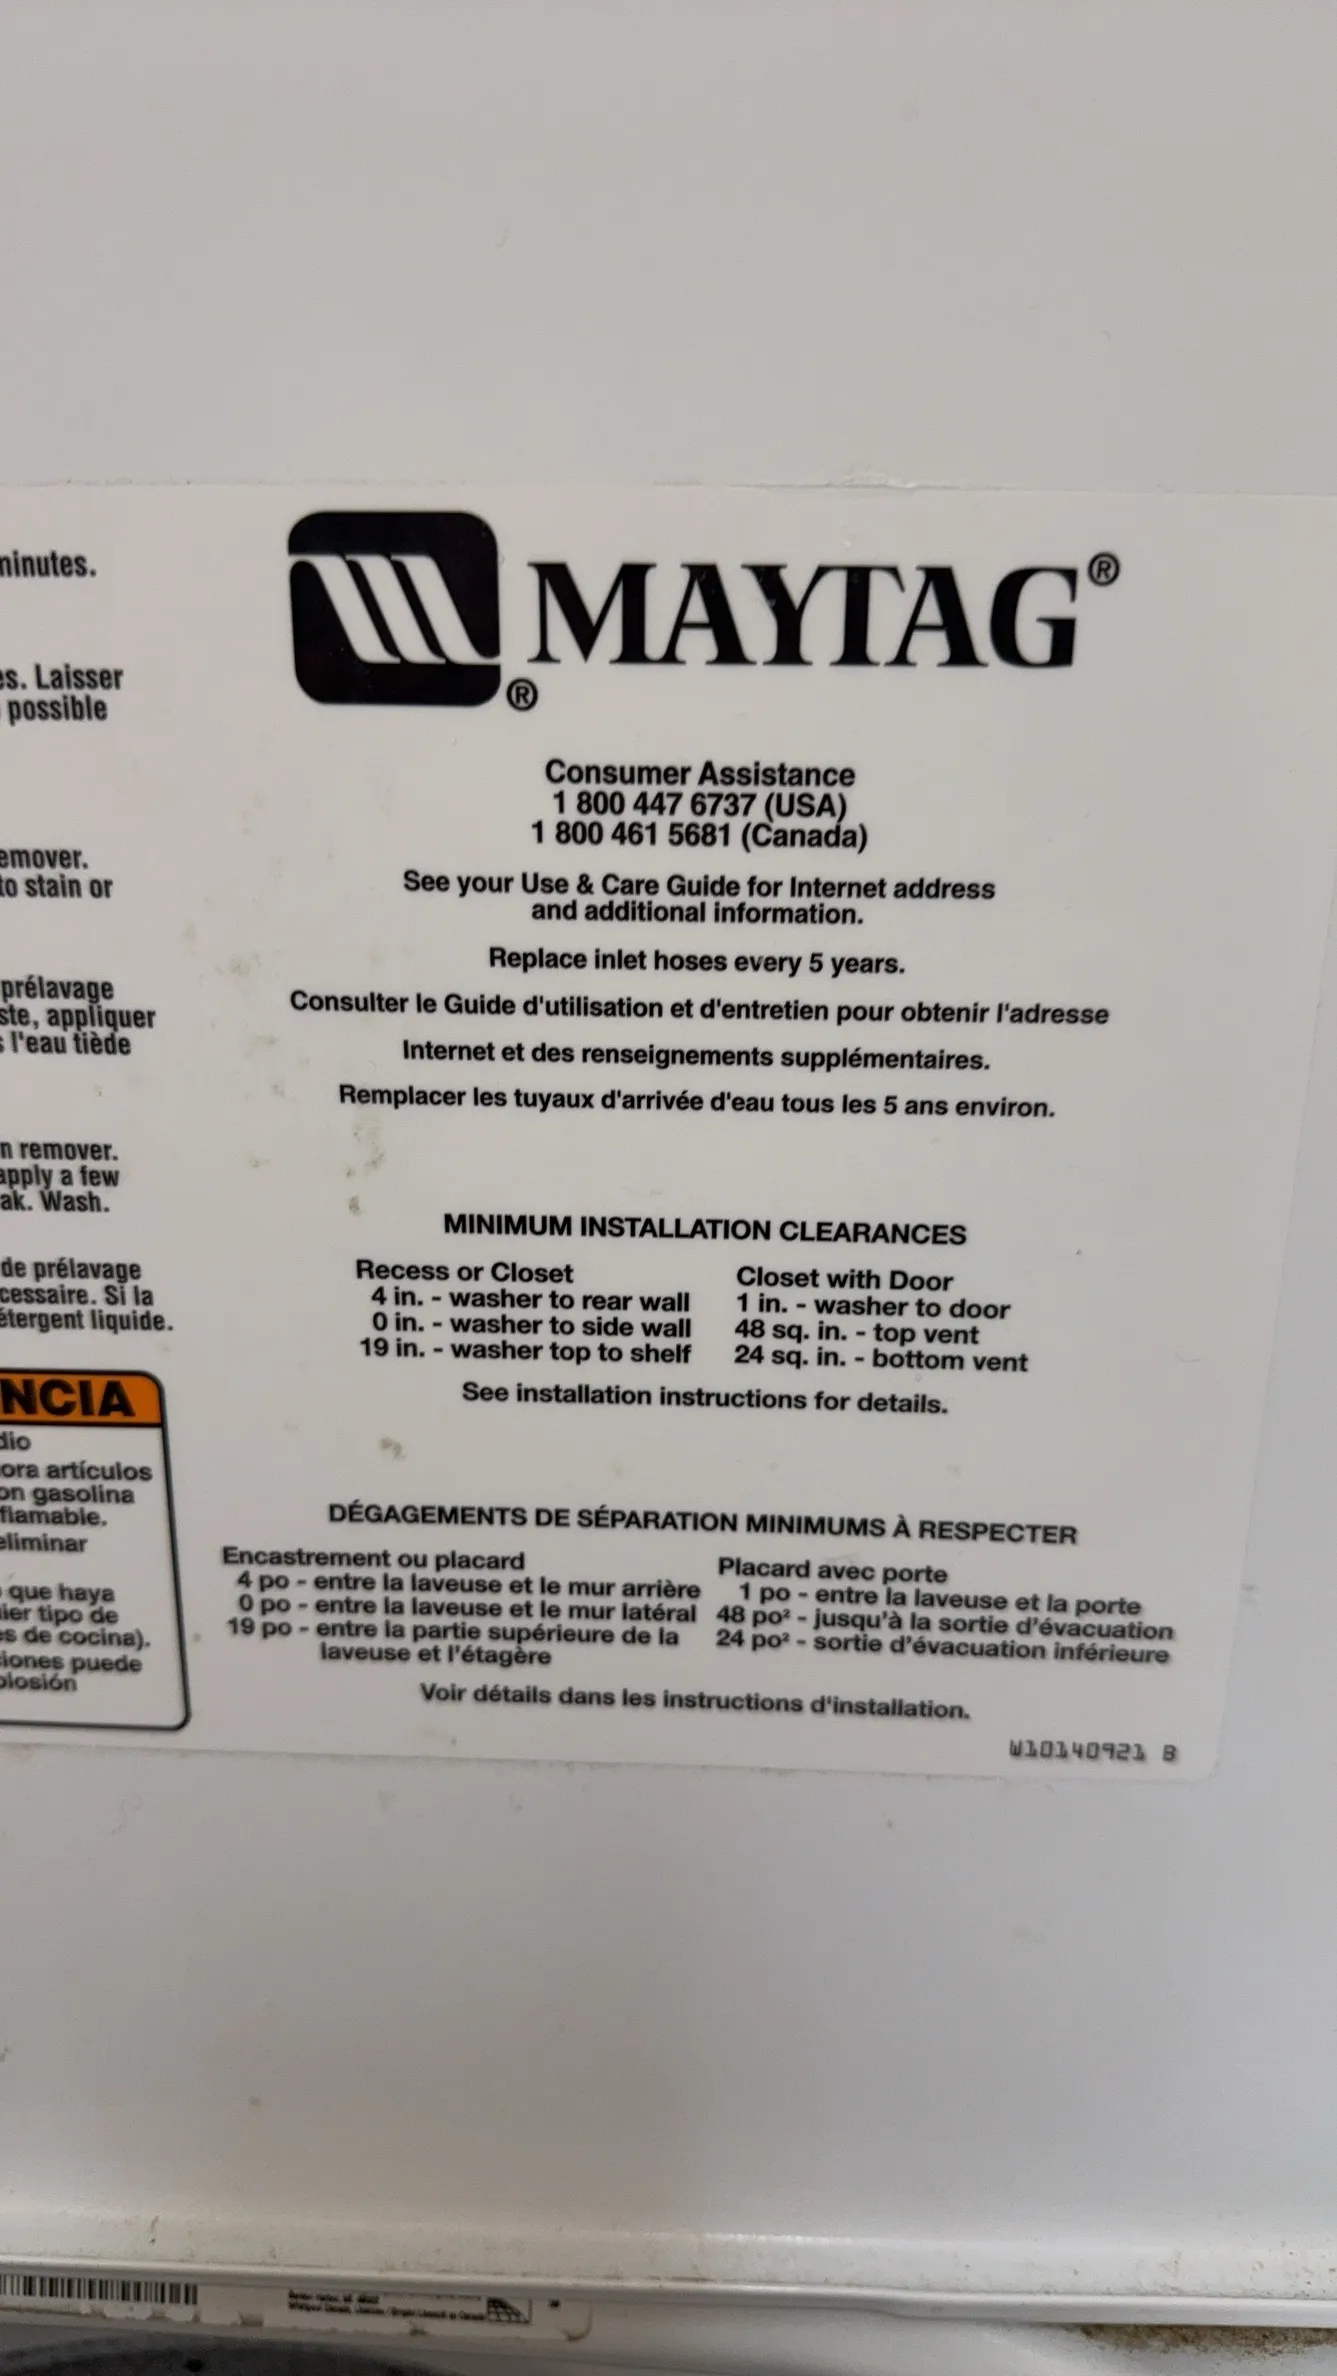 minutes.
es. Laisser
possible
emover.
to stain or
prélavage
ste, appliquer
l'eau tiède
n remover.
apply a few
ak. Wash.
de prélavage
cessaire. Si la
étergent liquide.
NCIA
dio
ora artículos
on gasolina
flamable.
eliminar
que haya
uier tipo de
es de cocina).
ciones puede
plosión
MAYTAG®
®
Consumer Assistance
1 800 447 6737 (USA)
1 800 461 5681 (Canada)
See your Use & Care Guide for Internet address
and additional information.
Replace inlet hoses every 5 years.
Consulter le Guide d'utilisation et d'entretien pour obtenir l'adresse
Internet et des renseignements supplémentaires.
Remplacer les tuyaux d'arrivée d'eau tous les 5 ans environ.
MINIMUM INSTALLATION CLEARANCES
Recess or Closet
4 in. - washer to rear wall
0 in. - washer to side wall
19 in. - washer top to shelf
Closet with Door
1 in. - washer to door
48 sq. in. - top vent
24 sq. in. - bottom vent
See installation instructions for details.
DÉGAGEMENTS DE SÉPARATION MINIMUMS À RESPECTER
Encastrement ou placard
4 po - entre la laveuse et le mur arrière
0 po - entre la laveuse et le mur latéral
19 po - entre la partie supérieure de la
laveuse et l'étagère
Placard avec porte
1 po - entre la laveuse et la porte
48 po² - jusqu'à la sortie d'évacuation
24 po² - sortie d'évacuation inférieure
Voir détails dans les instructions d'installation.
W10140921 B